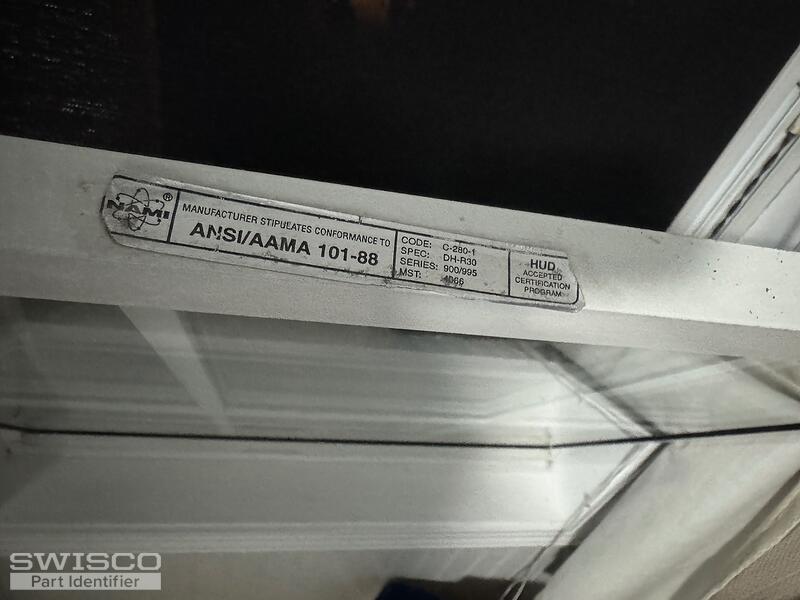 NAMI®
MANUFACTURER STIPULATES CONFORMANCE TO
ANSI/AAMA 101-88
CODE: C-280-1
SPEC: DH-R30
SERIES: 900/995
MST: 4066
HUD
ACCEPTED
CERTIFICATION
PROGRAM
SWISCO
Part Identifier